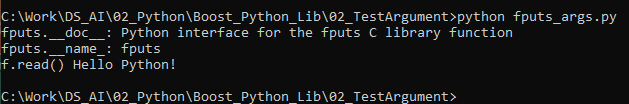 C:\Work\DS_AI\02_Python\Boost_Python_Lib\02_TestArgument>python fputs_args.py
fputs.__doc__: Python interface for the fputs C library function
fputs.__name_: fputs
f.read() Hello Python!
C:\Work\DS_AI\02_Python\Boost_Python_Lib\02_TestArgument>